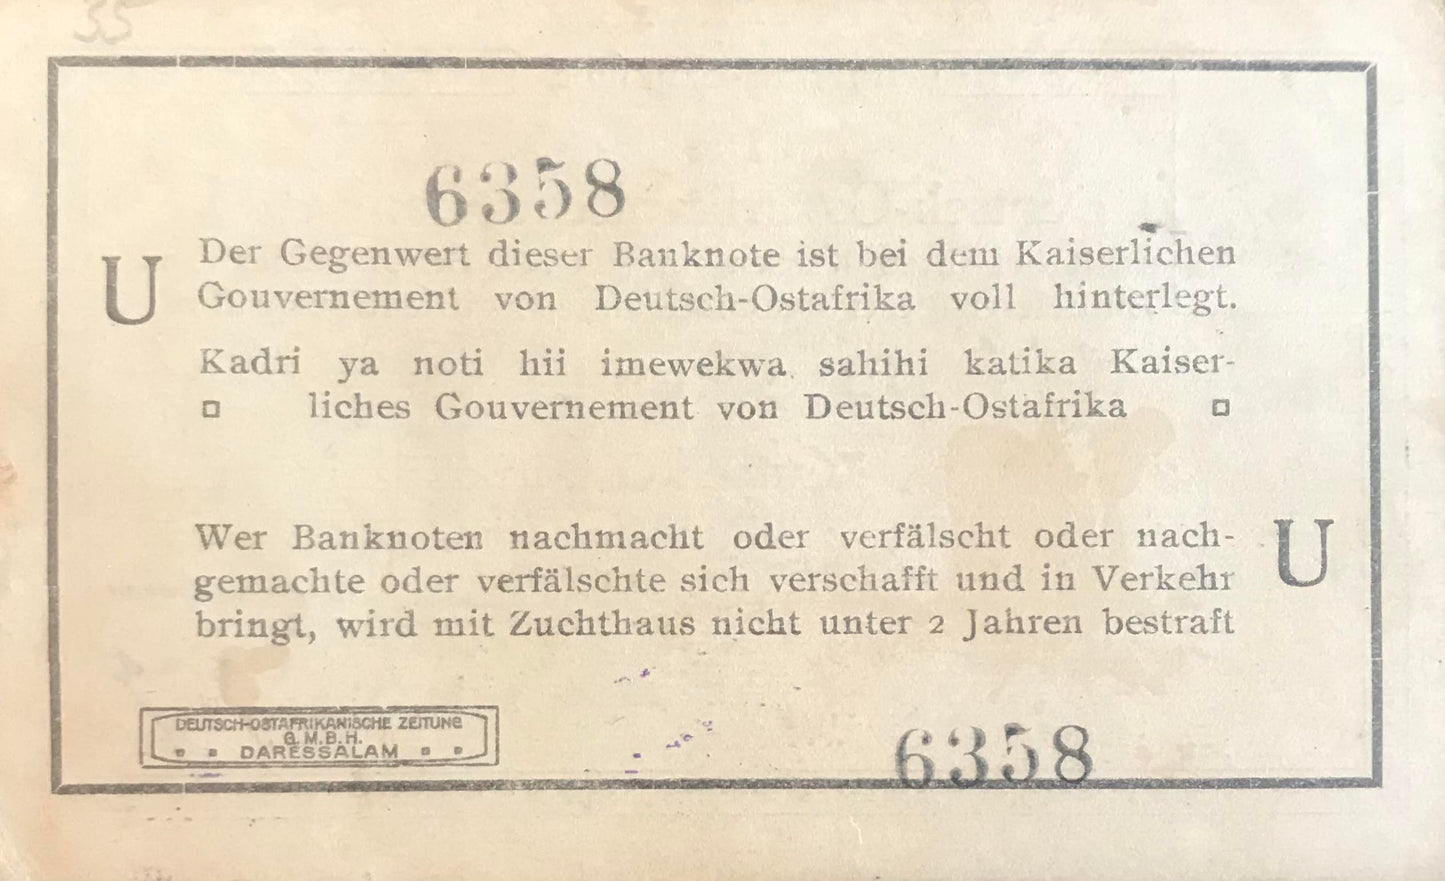 35
6358
U
Der Gegenwert dieser Banknote ist bei dem Kaiserlichen
Gouvernement von Deutsch-Ostafrika voll hinterlegt.
Kadri ya noti hii imewekwa sahihi katika Kaiser-
liches Gouvernement von Deutsch-Ostafrika
Wer Banknoten nachmacht oder verfälscht oder nach-
U
gemachte oder verfälschte sich verschafft und in Verkehr
bringt, wird mit Zuchthaus nicht unter 2 Jahren bestraft
DEUTSCH-OSTAFRIKANISCHE ZEITUNG
G.M.B.H.
DARESSALAM
6358